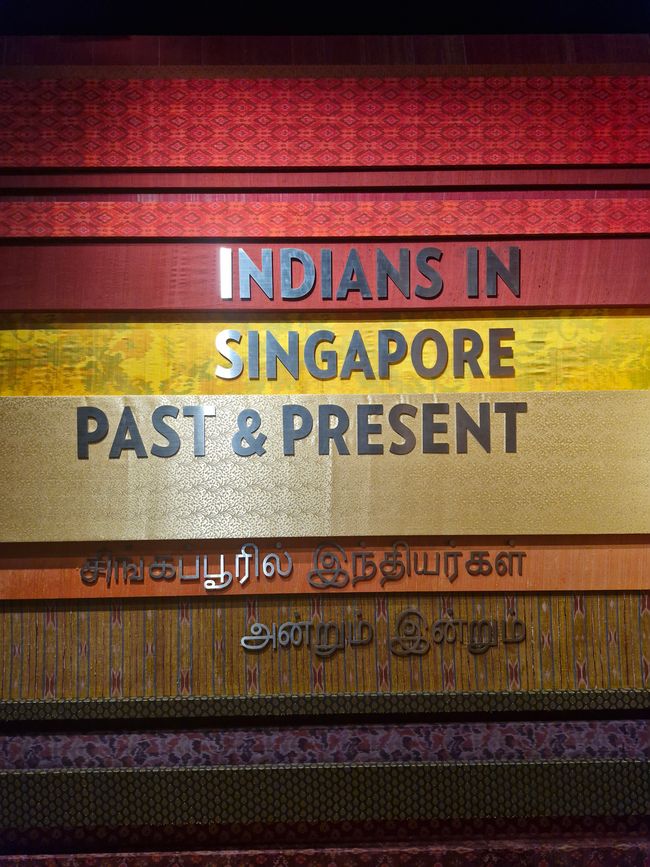 INDIANS IN
SINGAPORE
PAST & PRESENT
சிங்கப்பூரில் இந்தியர்கள்
அன்றும் இன்றும்